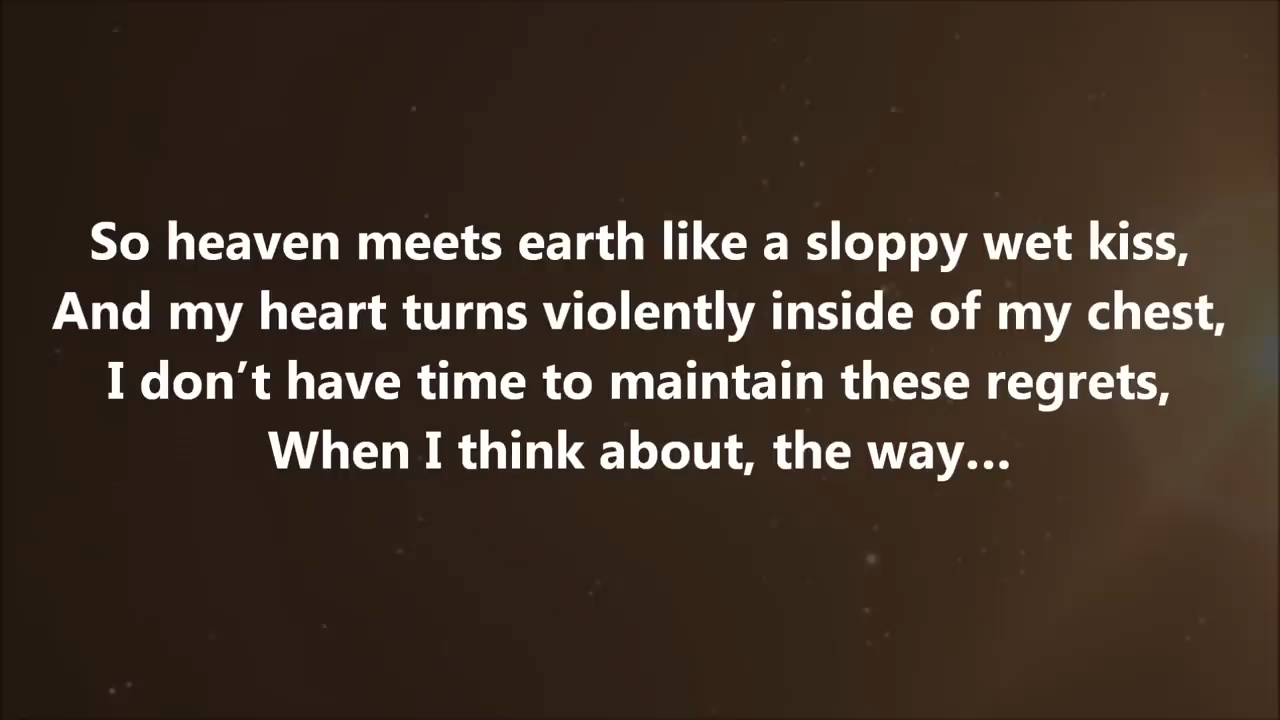 So heaven meets earth like a sloppy wet kiss,
And my heart turns violently inside of my chest,
I don’t have time to maintain these regrets,
When I think about, the way...